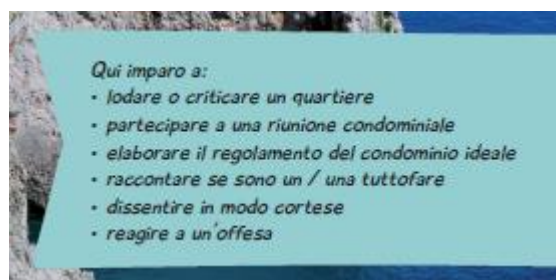 Qui imparo a:
• lodare o criticare un quartiere
• partecipare a una riunione condominiale
• elaborare il regolamento del condominio ideale
• raccontare se sono un / una tuttofare
• dissentire in modo cortese
• reagire a un'offesa